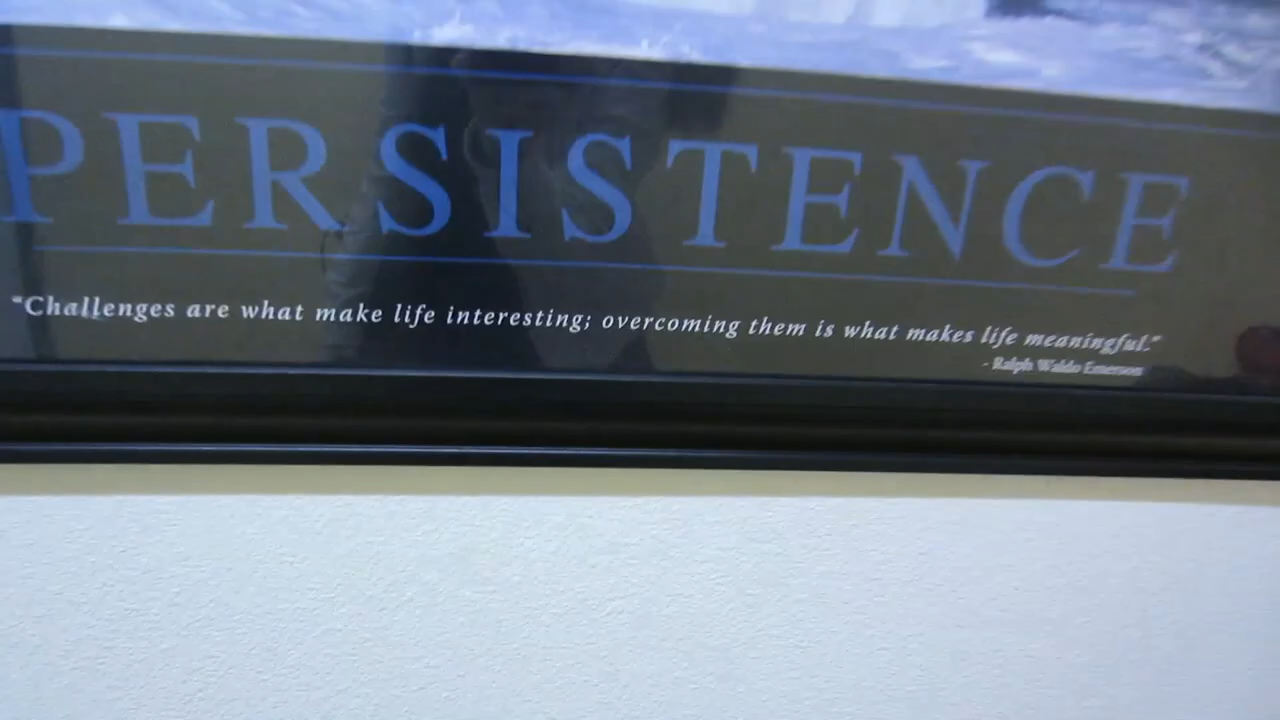 PERSISTENCE
"Challenges are what make life interesting; overcoming them is what makes life meaningful."
- Ralph Waldo Emerson